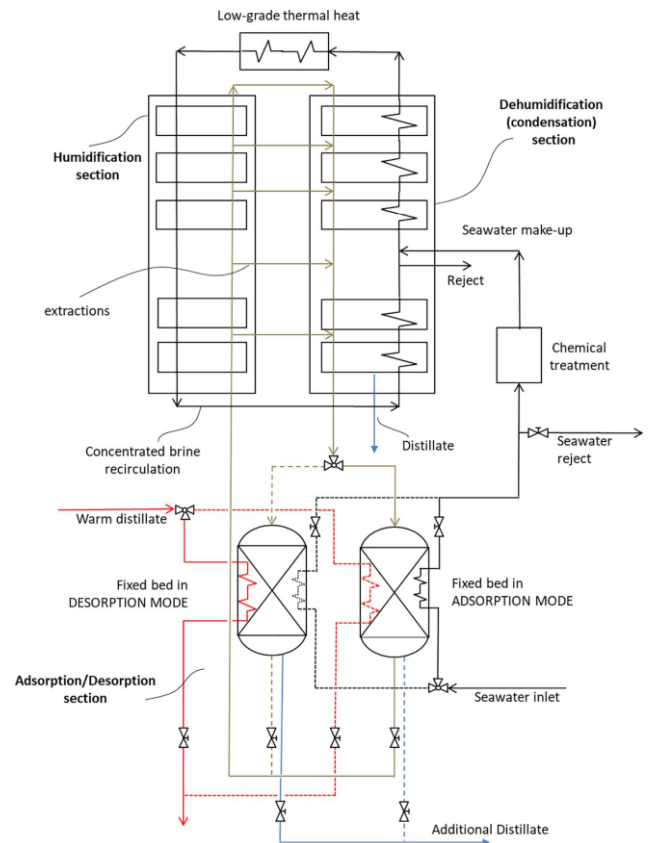 Low-grade thermal heat
Dehumidification
(condensation)
section
Humidification
section
Seawater make-up
Reject
extractions
Chemical
treatment
Concentrated brine
recirculation
Distillate
Seawater
reject
Warm distillate
Fixed bed in
DESORPTION MODE
Fixed bed in
ADSORPTION MODE
Adsorption/Desorption
section
Seawater inlet
Additional Distillate